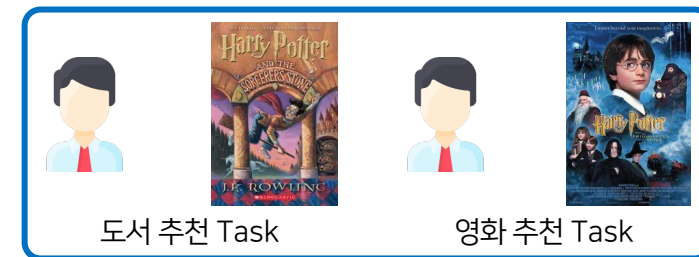 Harry Potter
AND THE
SORCERER'S STONE
J.K. ROWLING
SCHOLASTIC
Harry Potter
도서 추천 Task
영화 추천 Task